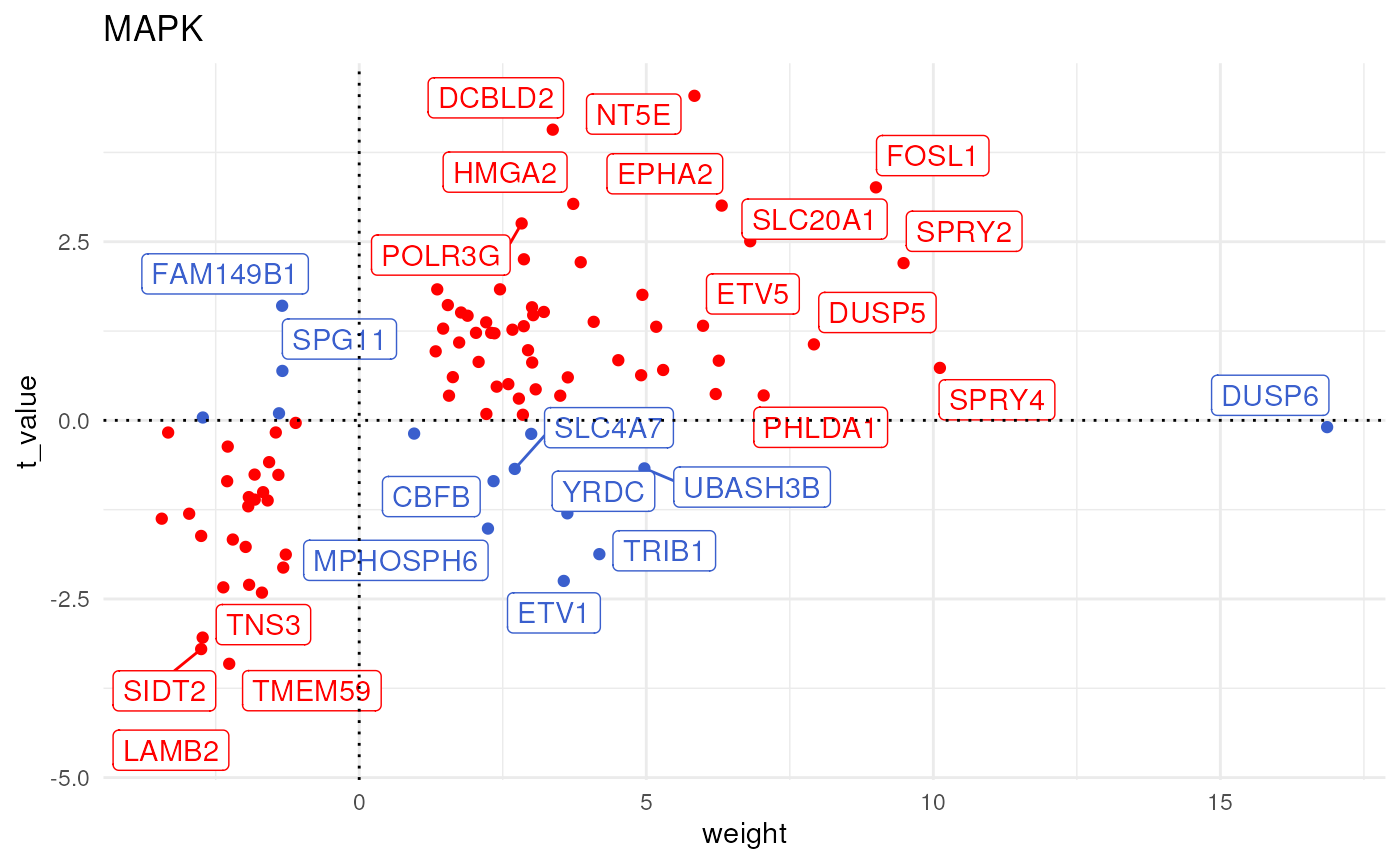 MAPK
DCBLD2
NT5E
FOSL1
HMGA2
EPHA2
SLC20A1
SPRY2
2.5
POLR3G
FAM149B1
ETV5
DUSP5
SPG11
DUSP6
SPRY4
0.0
SLC4A7
PHLDA1
t_value
CBFB
YRDC
UBASH3B
MPHOSPH6
TRIB1
-2.5
ETV1
TNS3
SIDT2
TMEM59
LAMB2
-5.0
0 5 10 15
weight